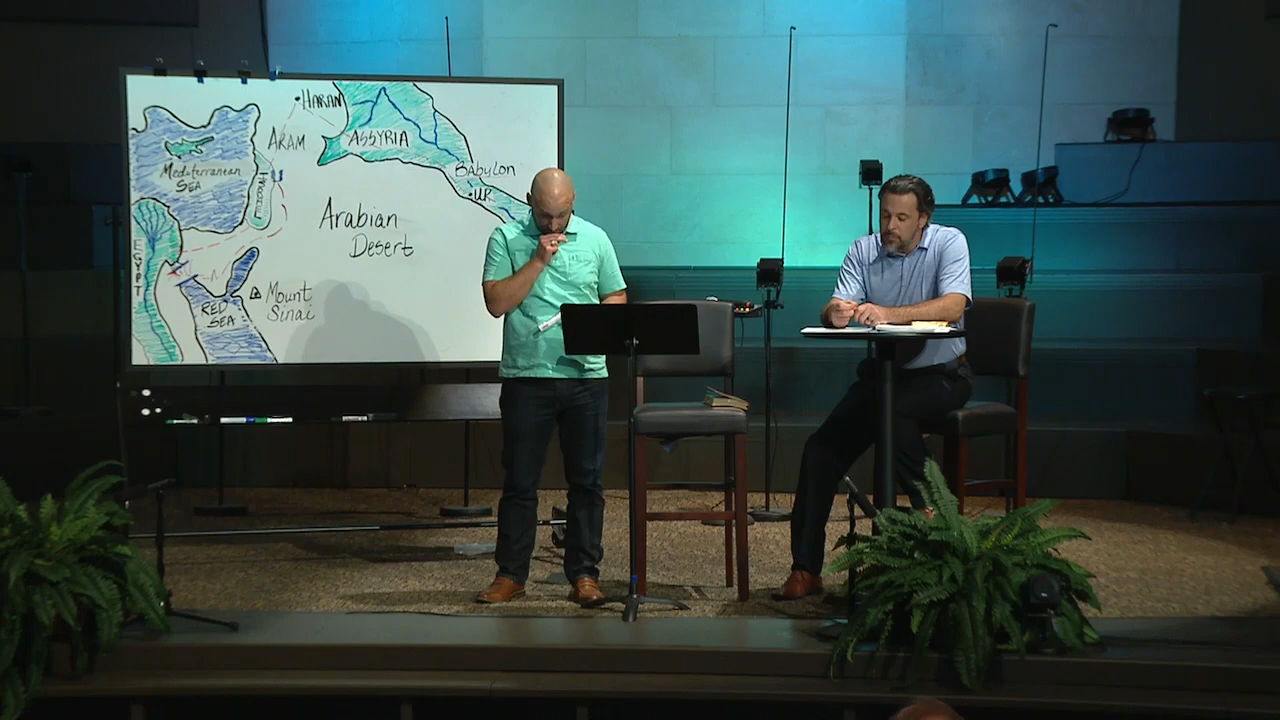 HARAN
ARAM
ASSYRIA
Mediterranean
SEA
BAbylon
UR
Arabian
Desert
EGYPT
Mount
Sinai
RED
SEA